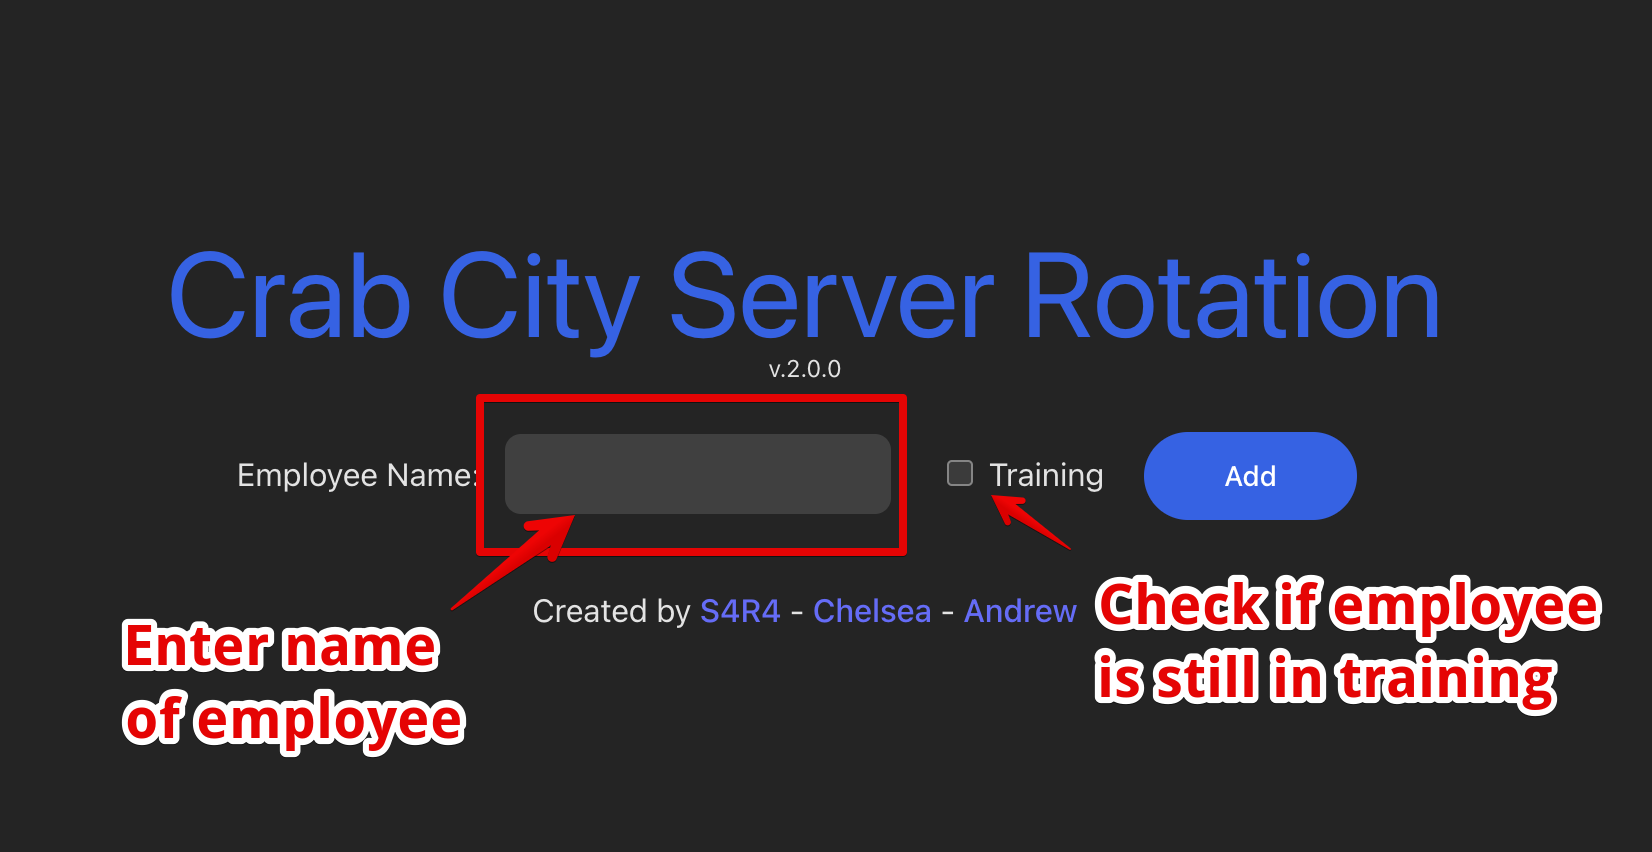 Crab City Server Rotation
v.2.0.0
Employee Name:
Training
Add
Created by S4R4 - Chelsea - Andrew
Enter name
of employee
Check if employee
is still in training